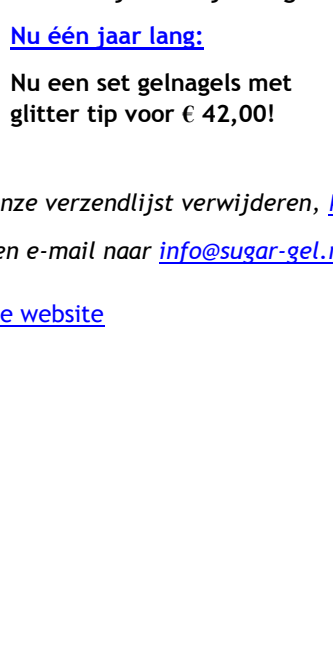 Nu één jaar lang:
Nu een set gelnagels met
glitter tip voor € 42,00!
nze verzendlijst verwijderen,
en e-mail naar info@sugar-gel.n
e website